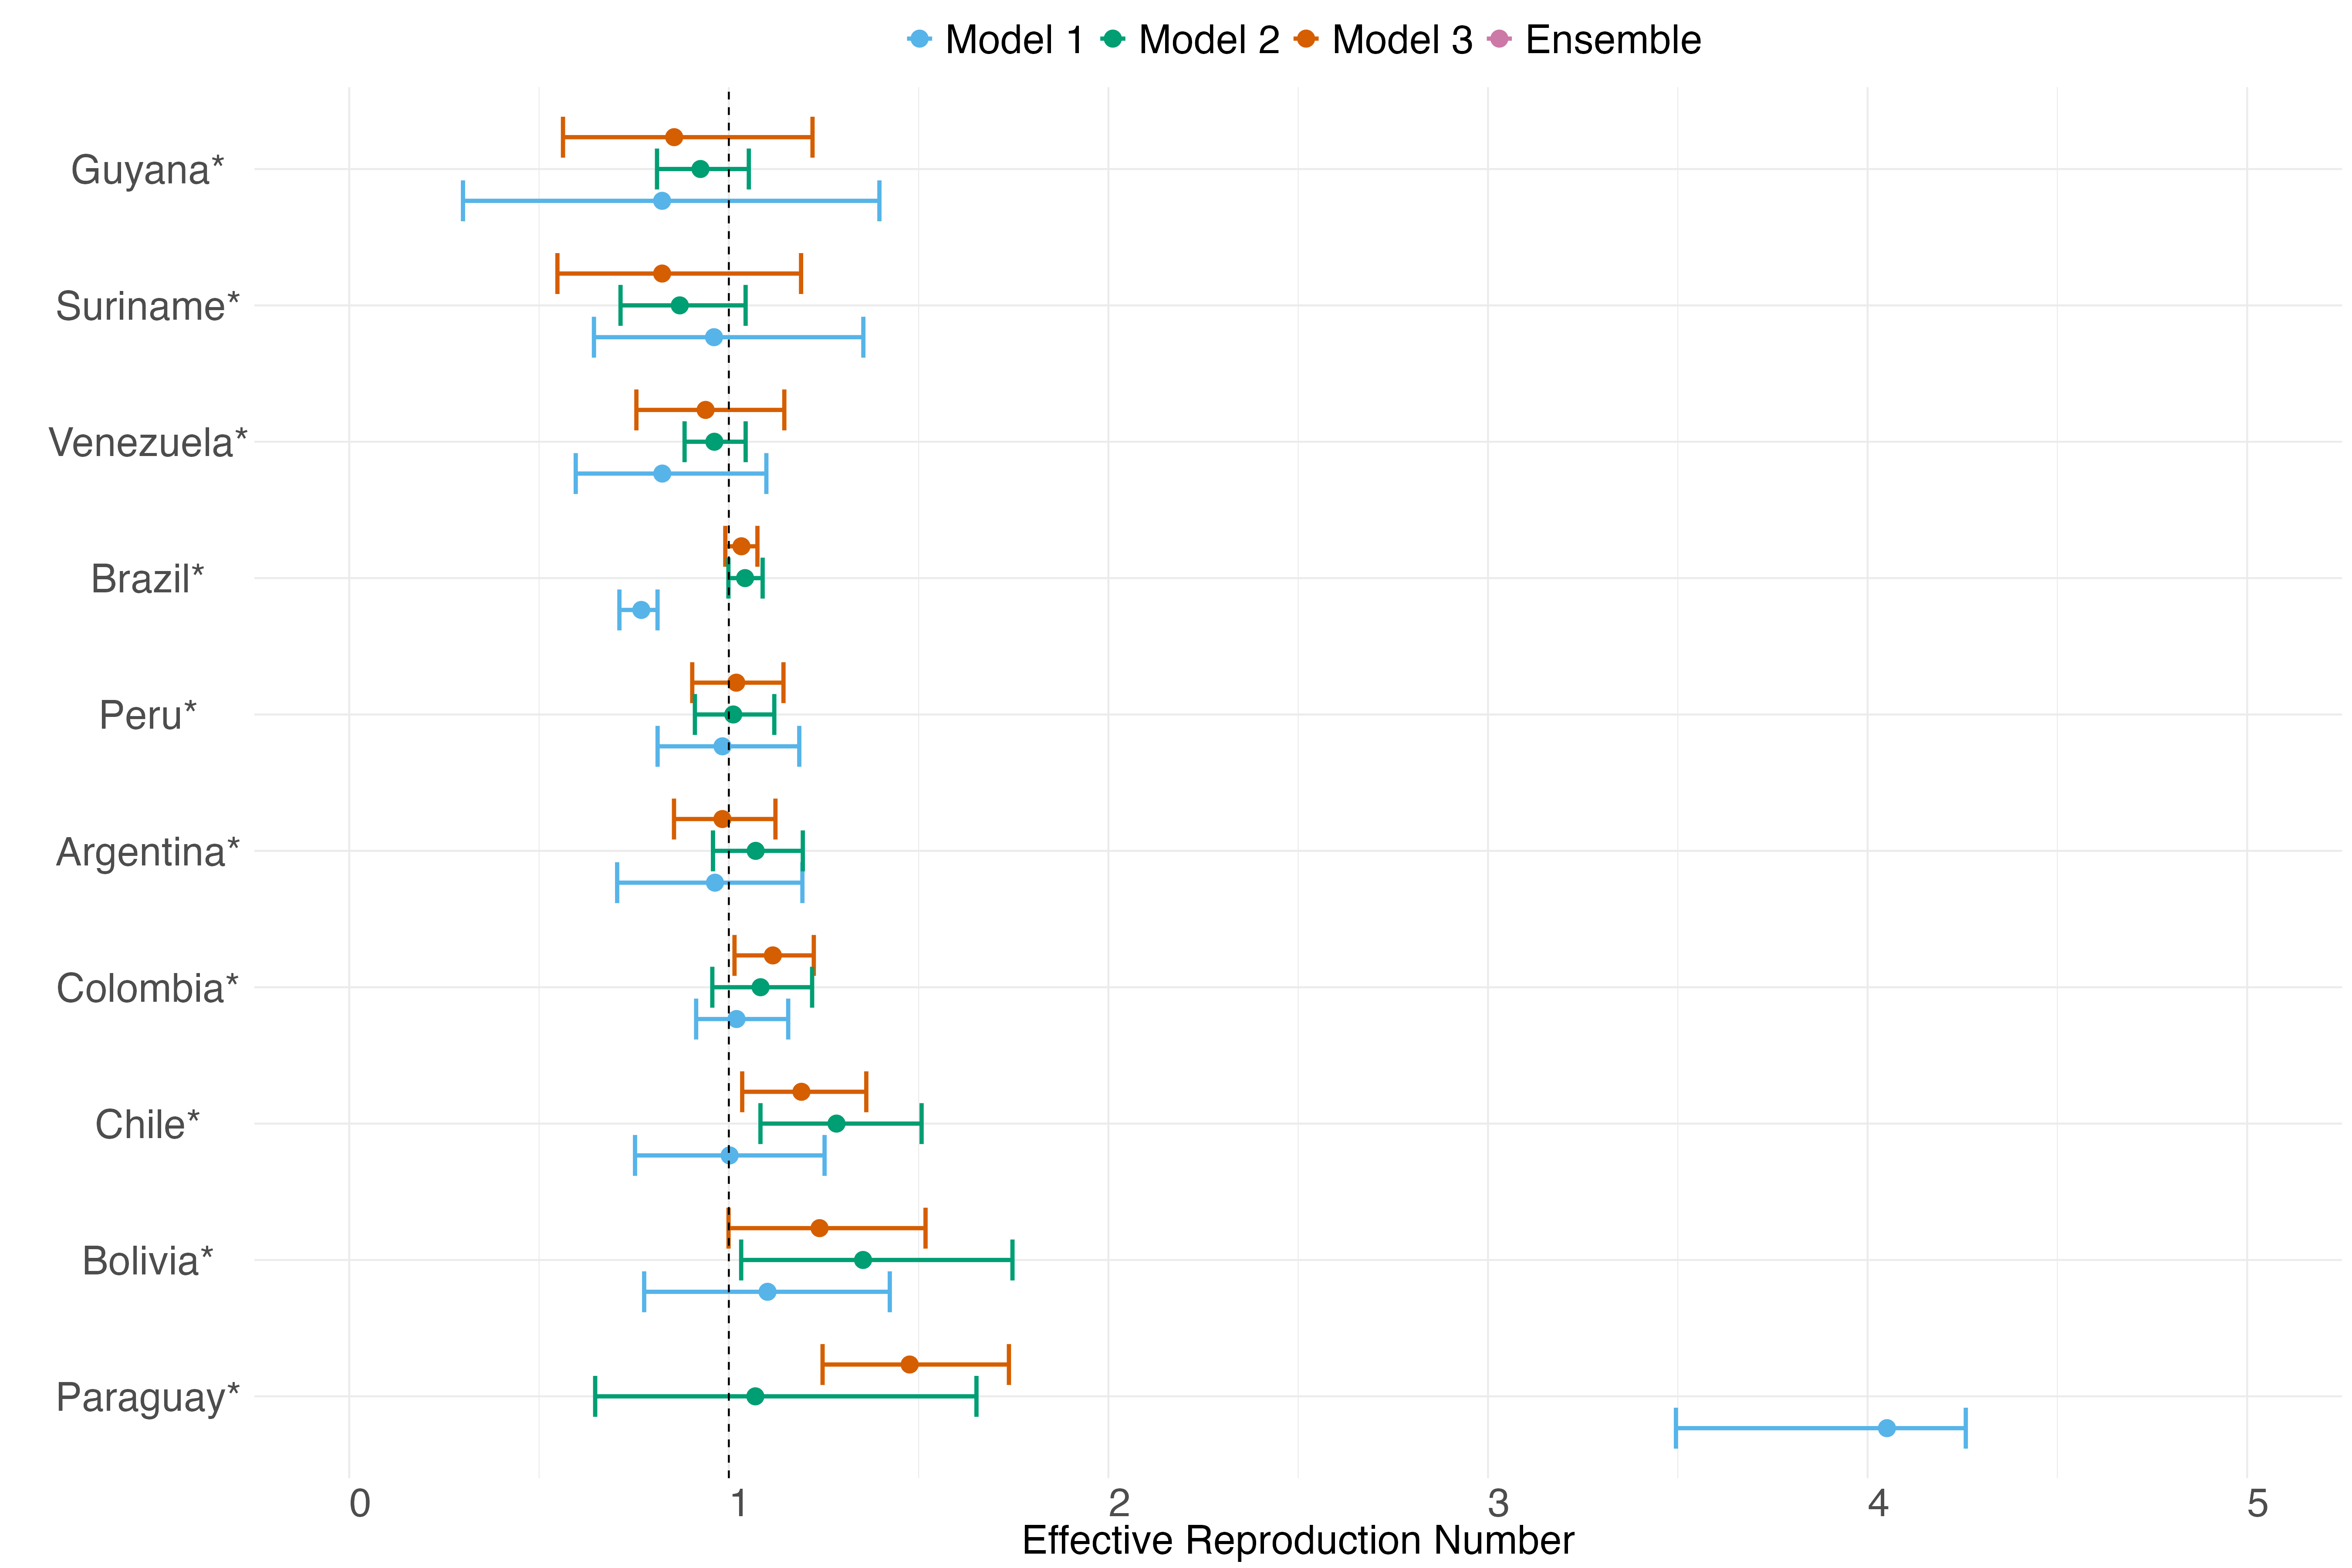 Model 1 Model 2 Model 3 Ensemble
Guyana*
Suriname*
Venezuela*
Brazil*
Peru*
Argentina*
Colombia*
Chile*
Bolivia*
Paraguay*
0 1 2 3 4 5
Effective Reproduction Number